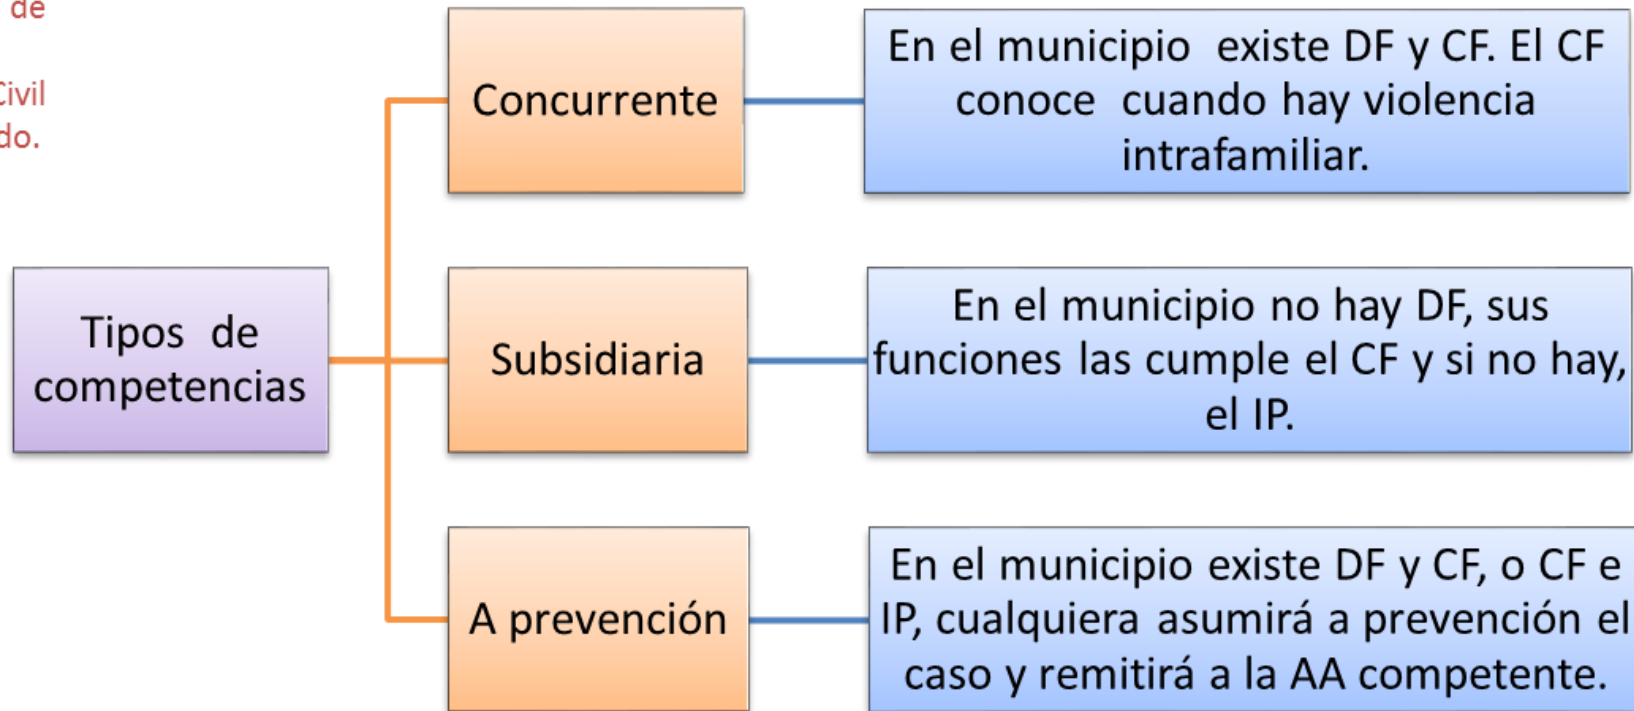 de
Civil
do.
Concurrente
En el municipio existe DF y CF. El CF
conoce cuando hay violencia
intrafamiliar.
Tipos de
competencias
Subsidiaria
En el municipio no hay DF, sus
funciones las cumple el CF y si no hay,
el IP.
A prevención
En el municipio existe DF y CF, o CF e
IP, cualquiera asumirá a prevención el
caso y remitirá a la AA competente.